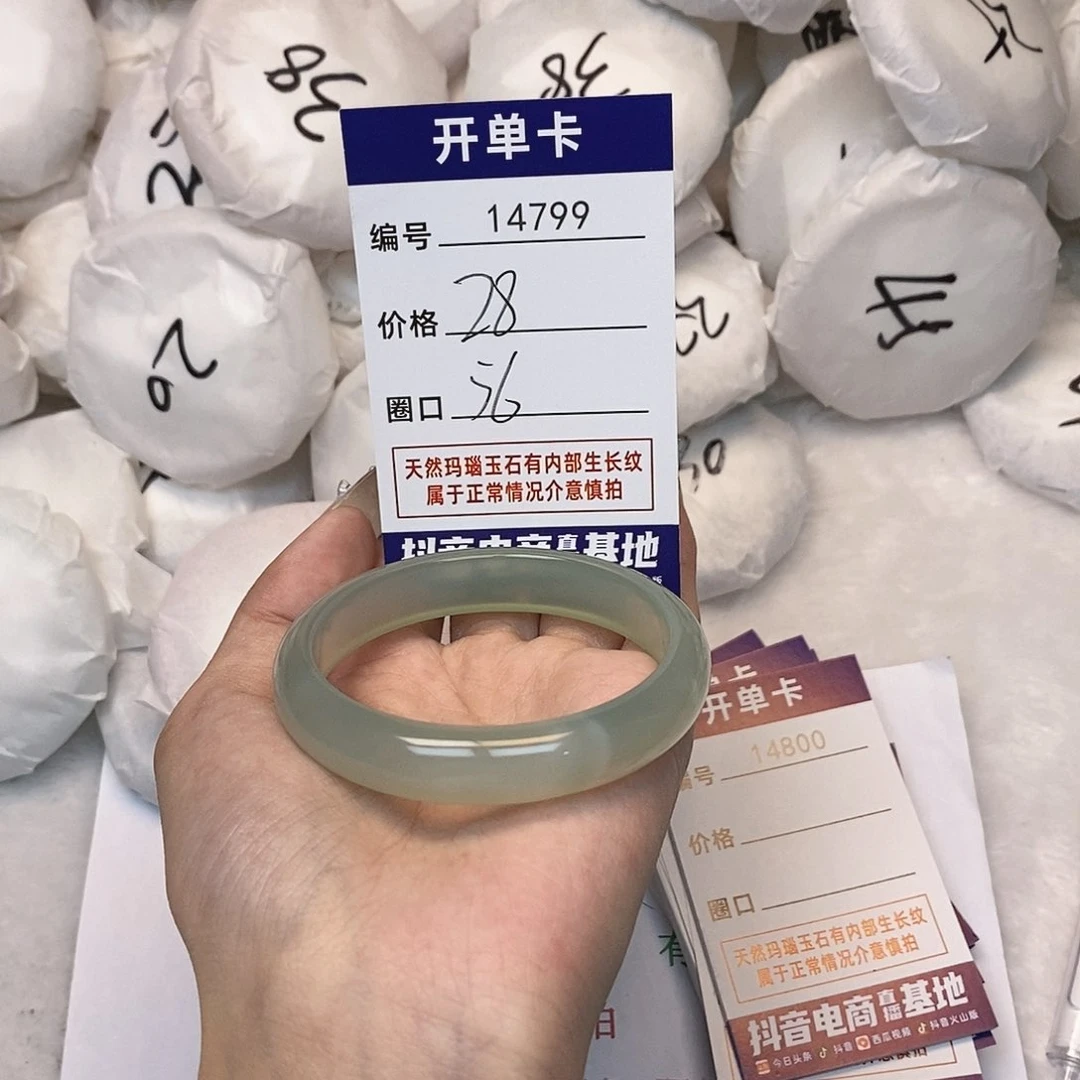 38
38
开单卡
编号 14799
26
价格 28
圈口 56
30
天然玛瑙玉石有内部生长纹
属于正常情况介意慎拍
抖音电商直播基地
开单卡
编号 14800
价格
圈口
天然玛瑙玉石有内部生长纹
属于正常情况介意慎拍
抖音电商直播基地
今日头条 抖音 西瓜视频 抖音火山版